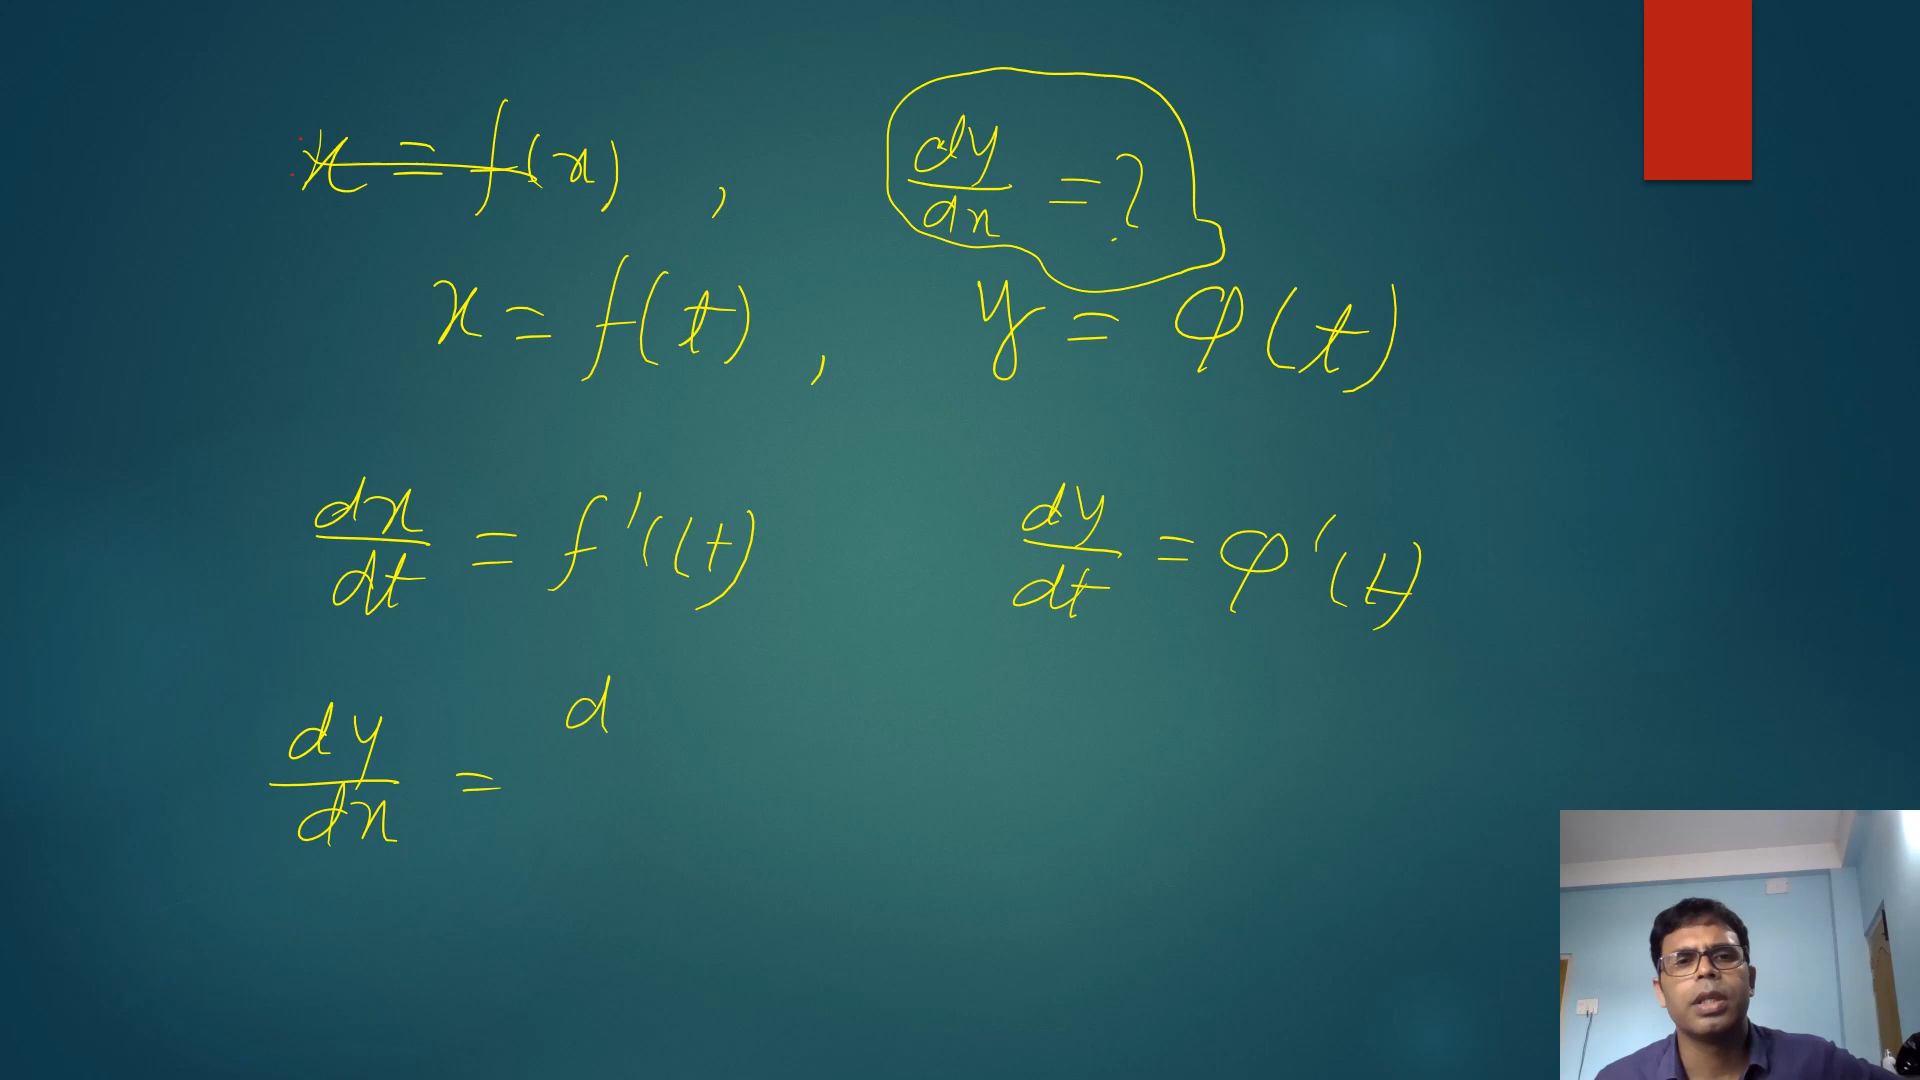 x = f(x) , dy/dx = ?
x = f(t) , y = φ(t)
dx/dt = f'(t) dy/dt = φ'(t)
dy/dx = d